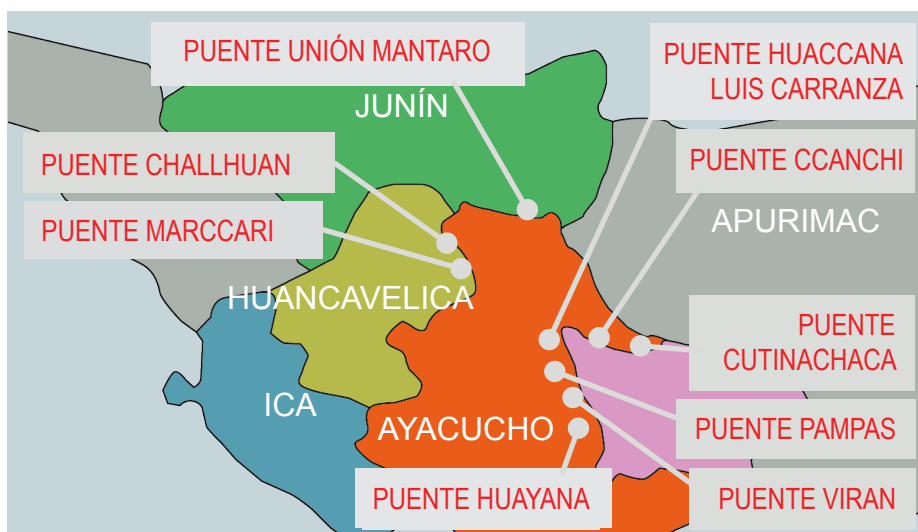 PUENTE UNIÓN MANTARO
PUENTE HUACCANA
LUIS CARRANZA
JUNÍN
PUENTE CHALLHUAN
PUENTE CCANCHI
PUENTE MARCCARI
APURIMAC
HUANCAVELICA
PUENTE
CUTINACHACA
ICA
AYACUCHO
PUENTE PAMPAS
PUENTE HUAYANA
PUENTE VIRAN